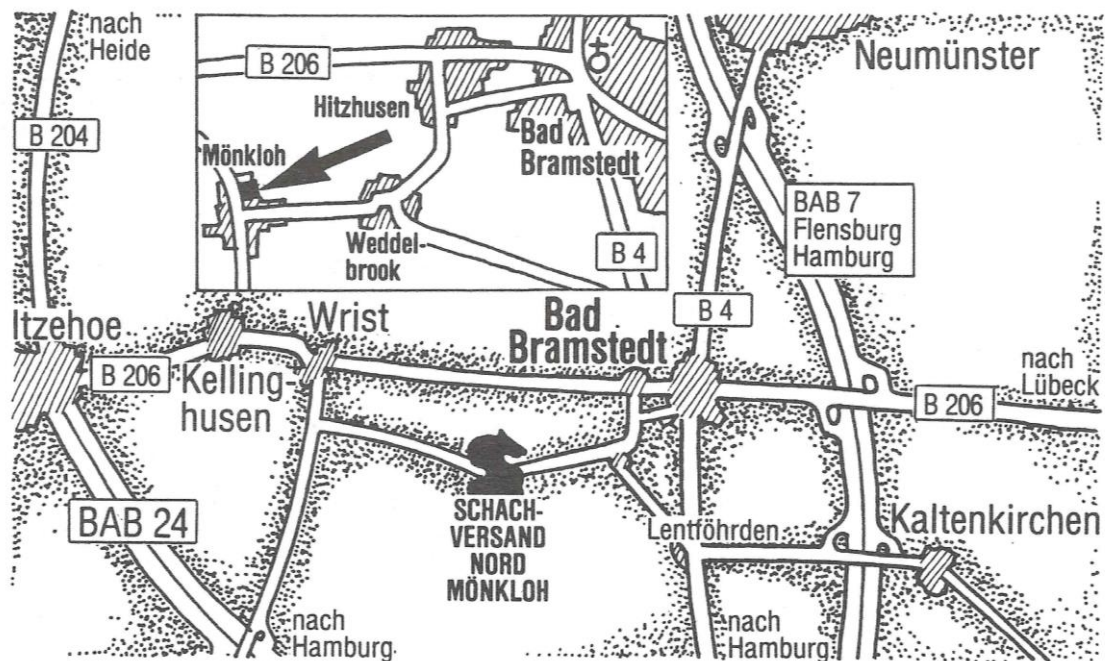 nach
Heide
B 204
B 206
Hitzhusen
Mönkloh
Bad
Bramstedt
Weddel-
brook
B 4
Neumünster
BAB 7
Flensburg
Hamburg
B 4
Itzehoe
B 206
Kelling-
husen
Wrist
Bad
Bramstedt
nach
Lübeck
B 206
BAB 24
SCHACH-
VERSAND
NORD
MÖNKLOH
Lentföhrden
Kaltenkirchen
nach
Hamburg
nach
Hamburg